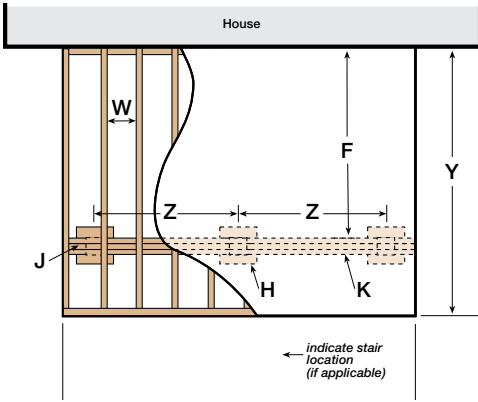 House
W
F
Y
Z
Z
J
H
K
indicate stair
location
(if applicable)